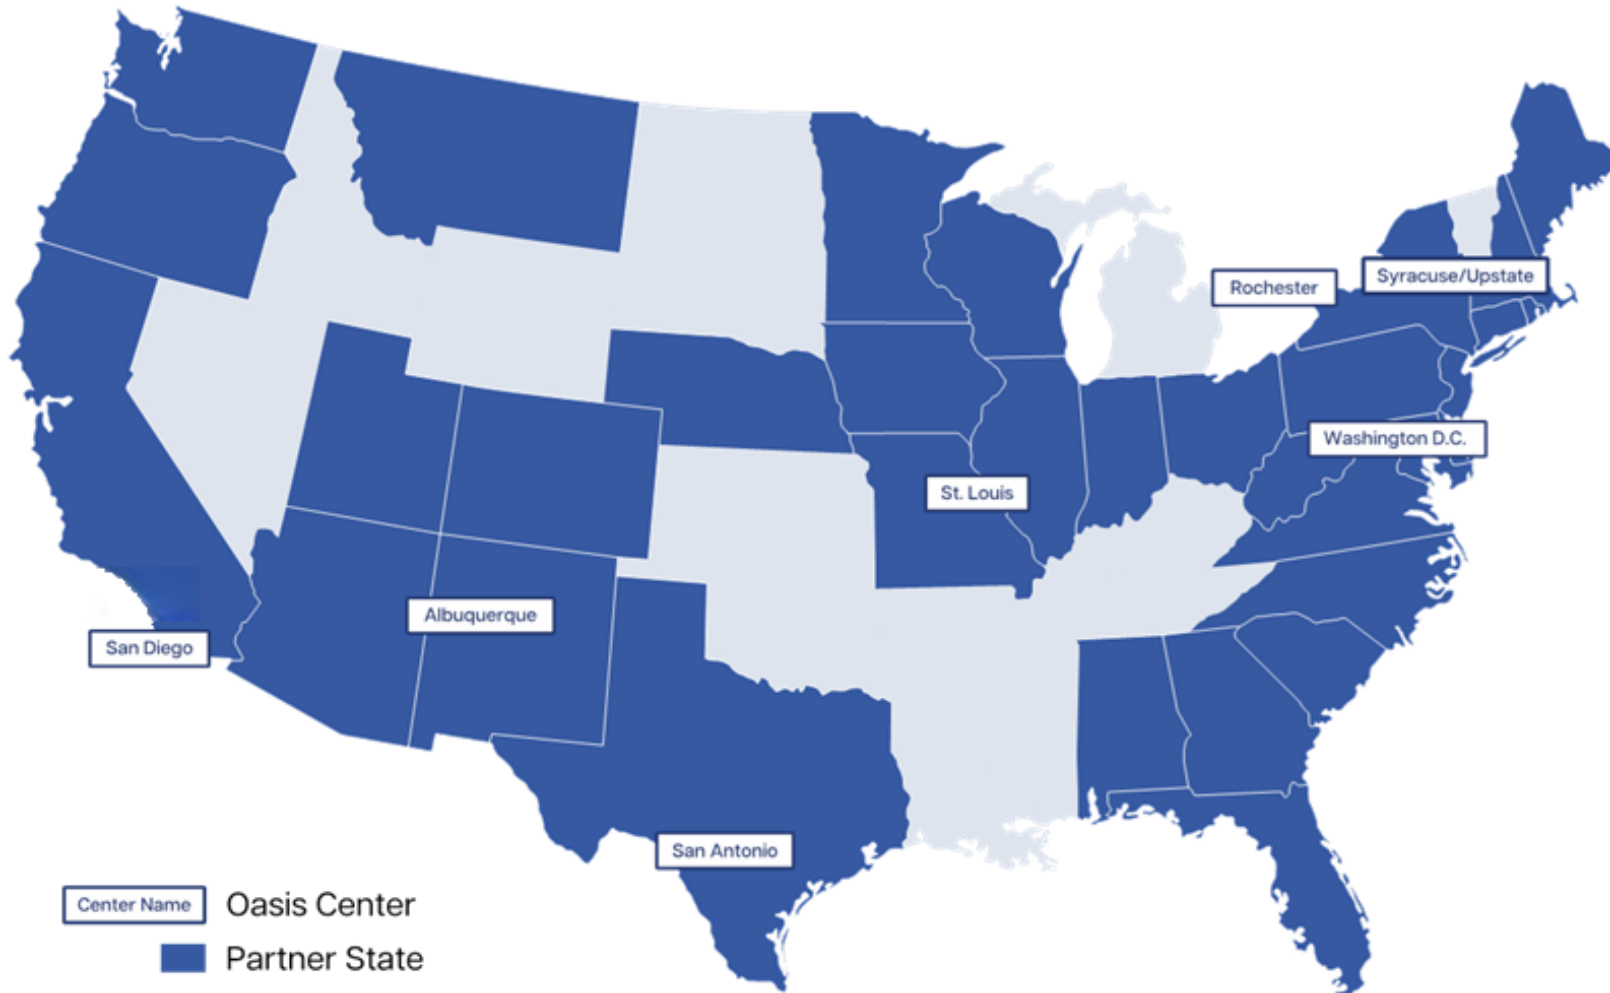 Rochester
Syracuse/Upstate
Washington D.C.
St. Louis
Albuquerque
San Diego
San Antonio
Center Name
Oasis Center
Partner State